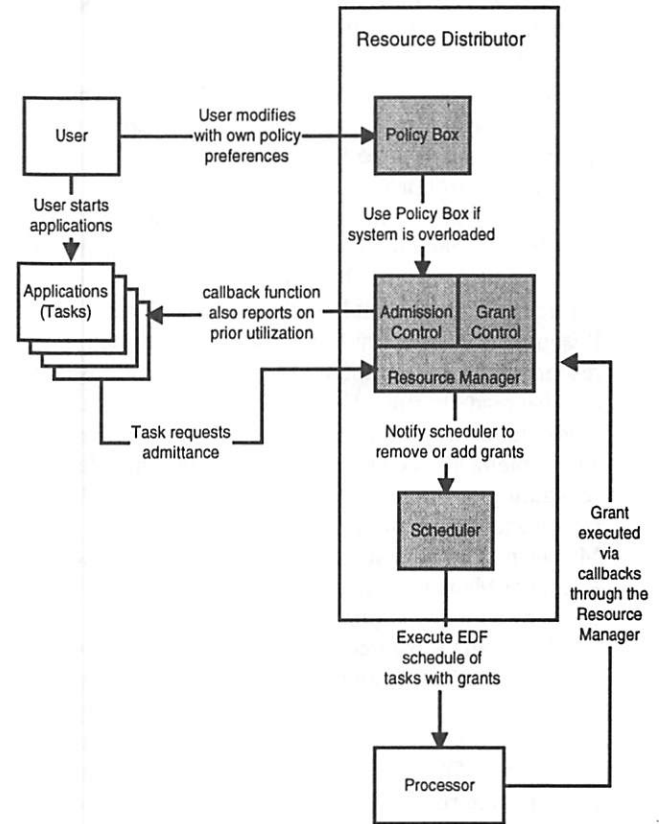 Resource Distributor
User
User modifies
with own policy
preferences
Policy Box
User starts
applications
Use Policy Box if
system is overloaded
Applications
(Tasks)
callback function
also reports on
prior utilization
Admission
Control
Grant
Control
Resource Manager
Task requests
admittance
Notify scheduler to
remove or add grants
Scheduler
Grant
executed
via
callbacks
through the
Resource
Manager
Execute EDF
schedule of
tasks with grants
Processor